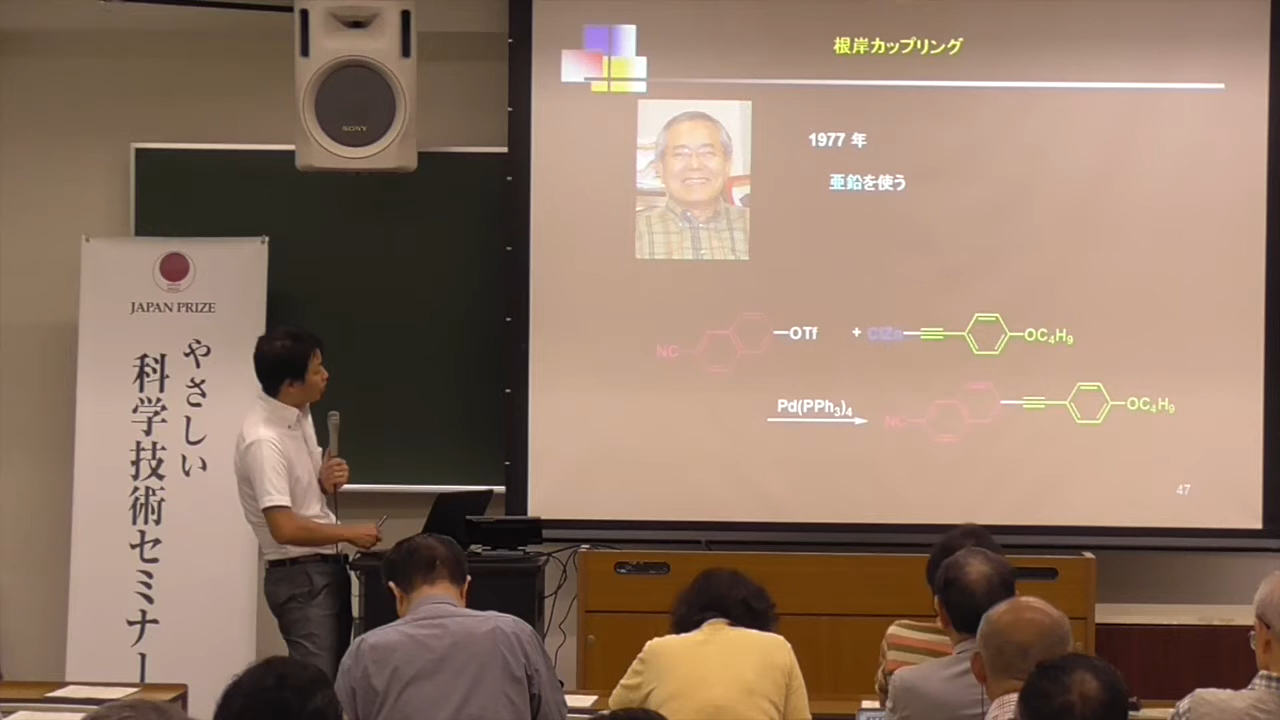 SONY
JAPAN PRIZE
やさしい
科学技術セミナー
根岸カップリング
1977 年
亜鉛を使う
NC
OTf
+ ClZn
OC₄H₉
Pd(PPh₃)₄
NC
OC₄H₉
47